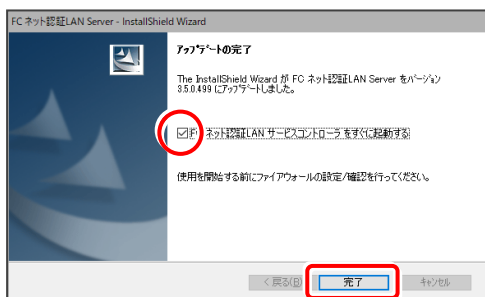 FC ネット認証LAN Server - InstallShield Wizard
アップデートの完了
The InstallShield Wizard が FC ネット認証LAN Server をバージョン
3.5.0.499 にアップデートしました。
FC ネット認証LAN サービスコントローラ をすぐに起動する
使用を開始する前にファイアウォールの設定/確認を行ってください。
< 戻る(B)
完了
キャンセル